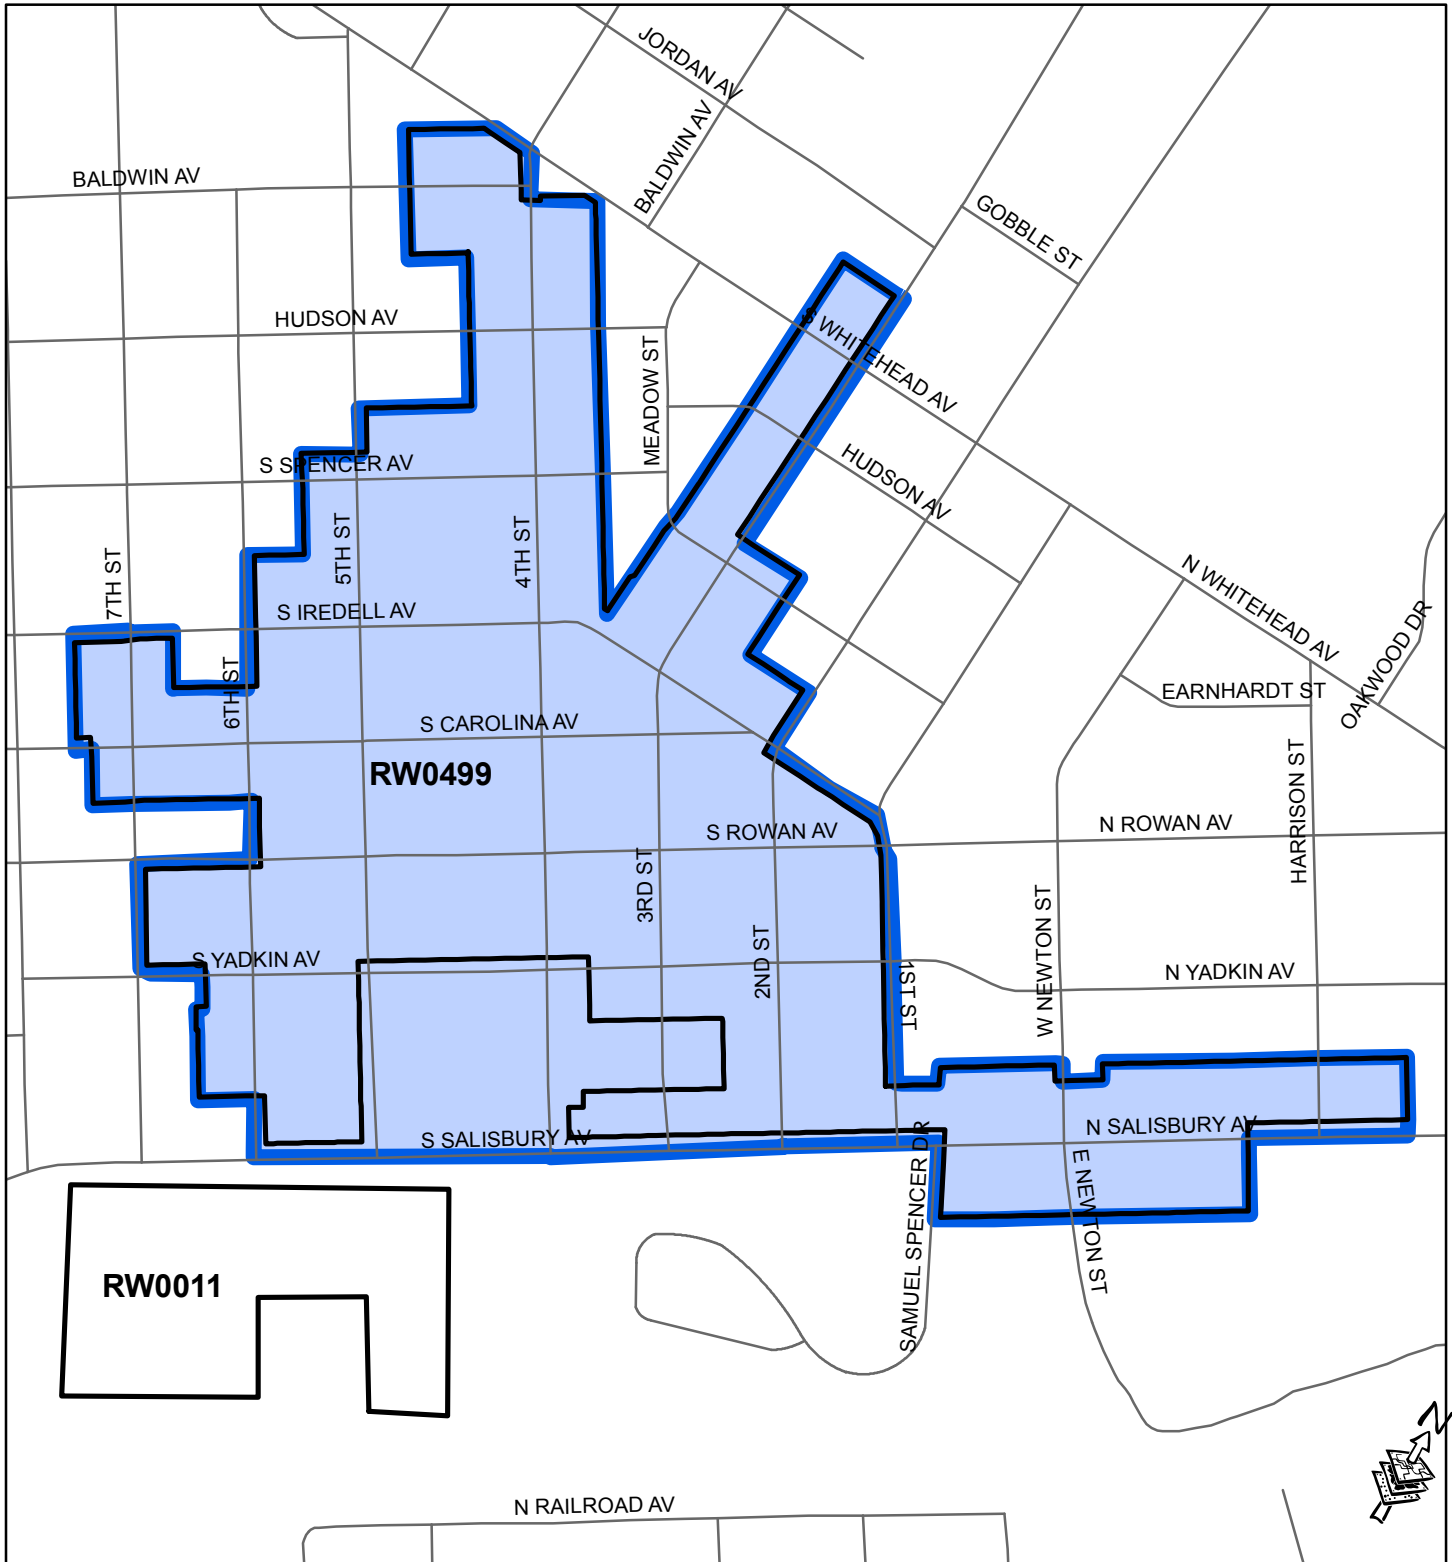 JORDAN AV
BALDWIN AV
BALDWIN AV
GOBBLE ST
HUDSON AV
S WHITEHEAD AV
MEADOW ST
S SPENCER AV
HUDSON AV
5TH ST
4TH ST
7TH ST
N WHITEHEAD AV
S IREDELL AV
OAKWOOD DR
6TH ST
EARNHARDT ST
S CAROLINA AV
RW0499
HARRISON ST
S ROWAN AV
N ROWAN AV
3RD ST
W NEWTON ST
2ND ST
S YADKIN AV
1ST ST
N YADKIN AV
S SALISBURY AV
N SALISBURY AV
SAMUEL SPENCER DR
E NEWTON ST
RW0011
N
N RAILROAD AV